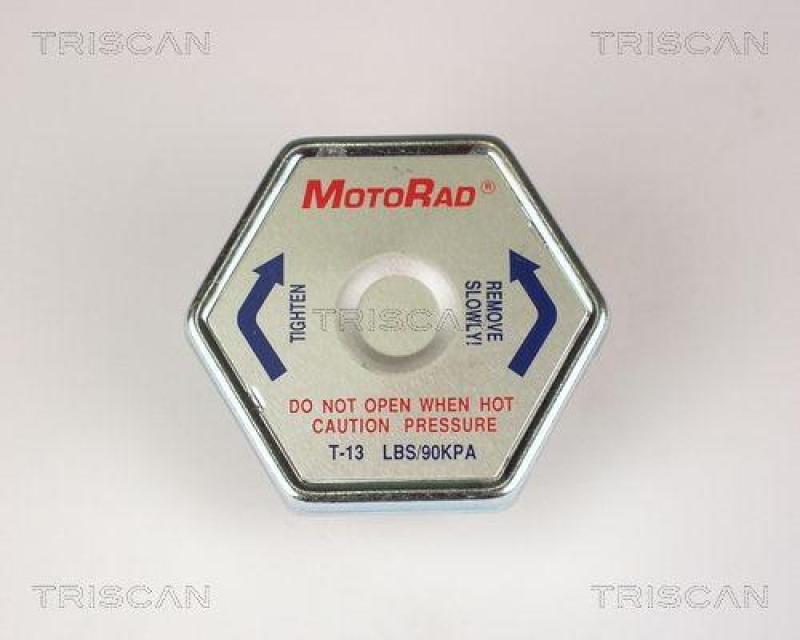 TRISCAN TRISCAN
MOTORAD®
TIGHTEN
REMOVE
SLOWLY!
TRISCAN
DO NOT OPEN WHEN HOT
CAUTION PRESSURE
T-13 LBS/90KPA
TRISCAN TRISCAN